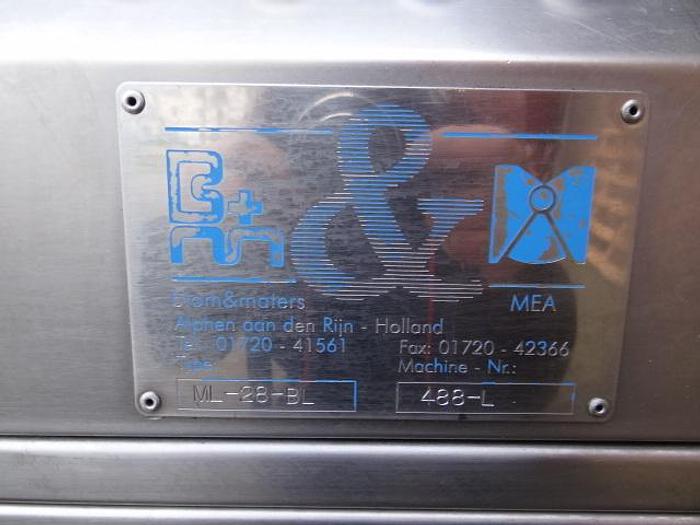 B+m & M
Blom&maters MEA
Alphen aan den Rijn - Holland
Tel: 01720 - 41561 Fax: 01720 - 42366
Type: Machine - Nr.:
ML-28-BL 488-L